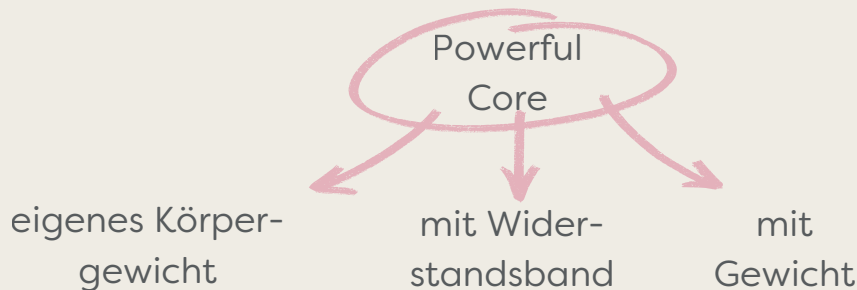 Powerful
Core
eigenes Körper-
gewicht
mit Wider-
standsband
mit
Gewicht